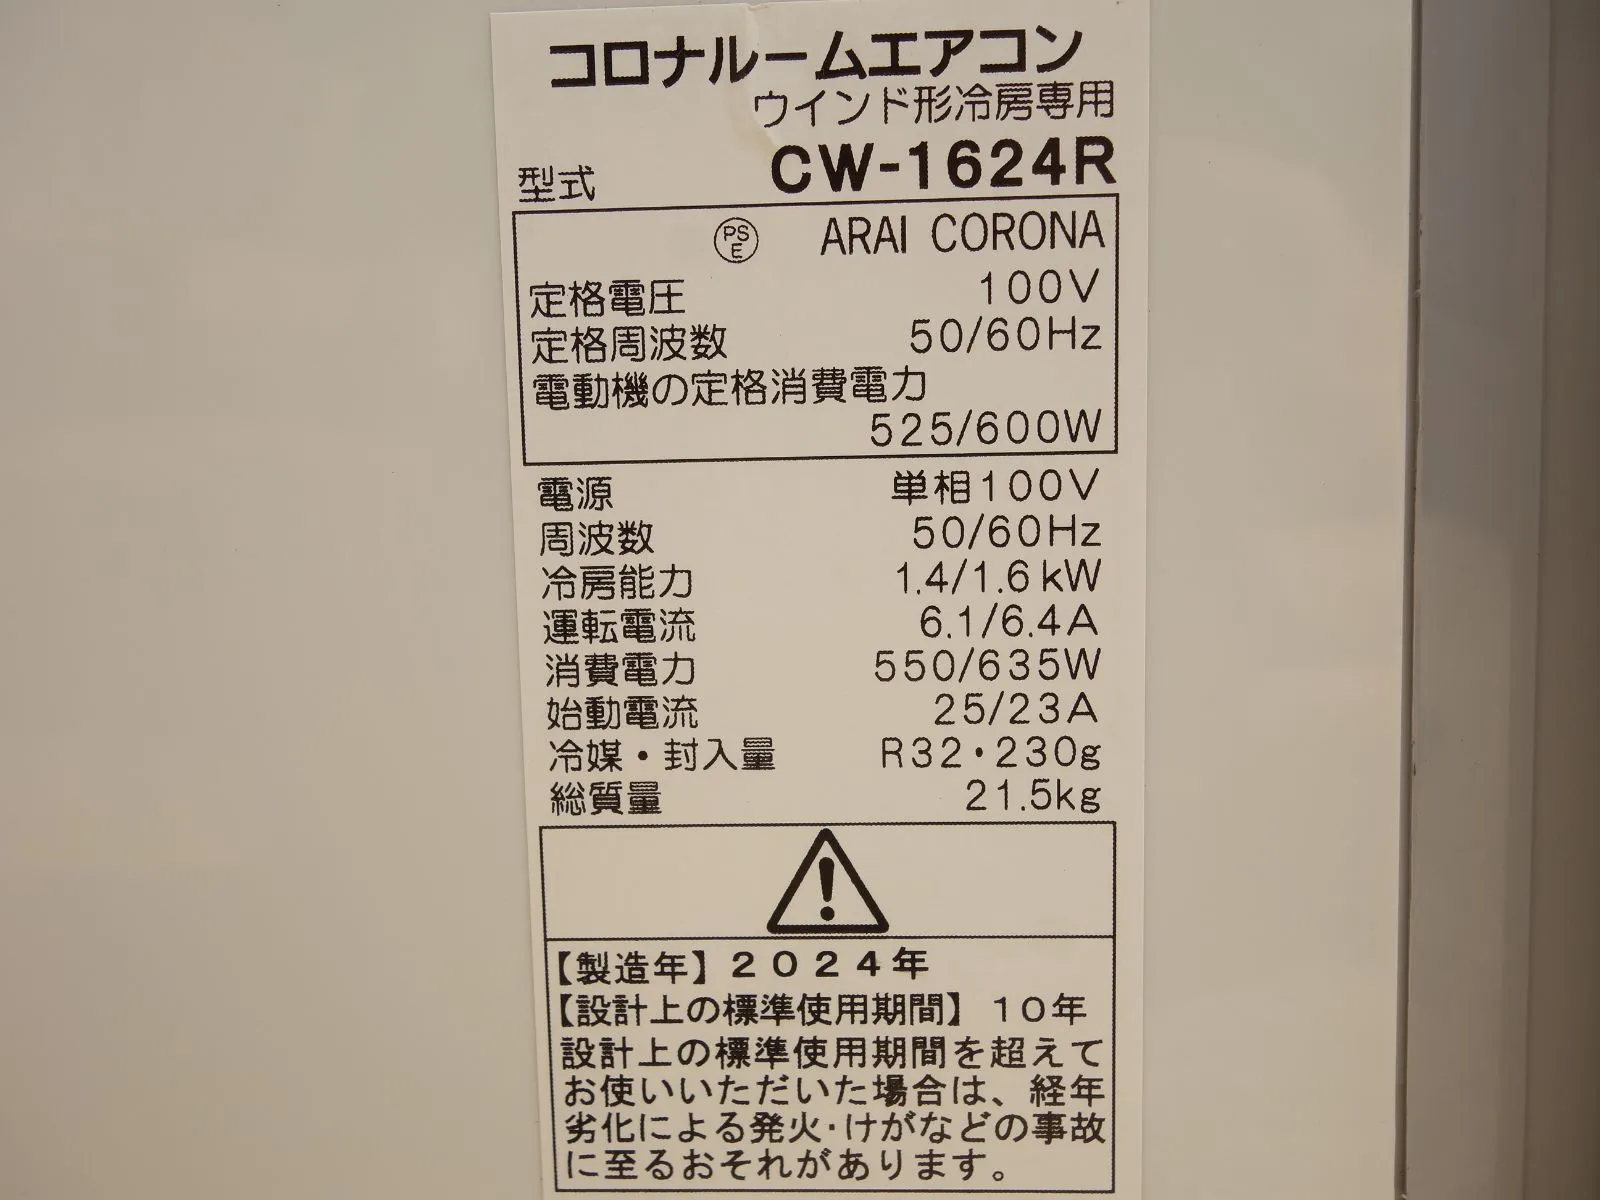 コロナルームエアコン
ウインド形冷房専用
型式 CW-1624R
PSE ARAI CORONA
定格電圧 100V
定格周波数 50/60Hz
電動機の定格消費電力
525/600W
電源 単相100V
周波数 50/60Hz
冷房能力 1.4/1.6kW
運転電流 6.1/6.4A
消費電力 550/635W
始動電流 25/23A
冷媒・封入量 R32・230g
総質量 21.5kg
【製造年】2024年
【設計上の標準使用期間】10年
設計上の標準使用期間を超えて
お使いいただいた場合は、経年
劣化による発火・けがなどの事故
に至るおそれがあります。